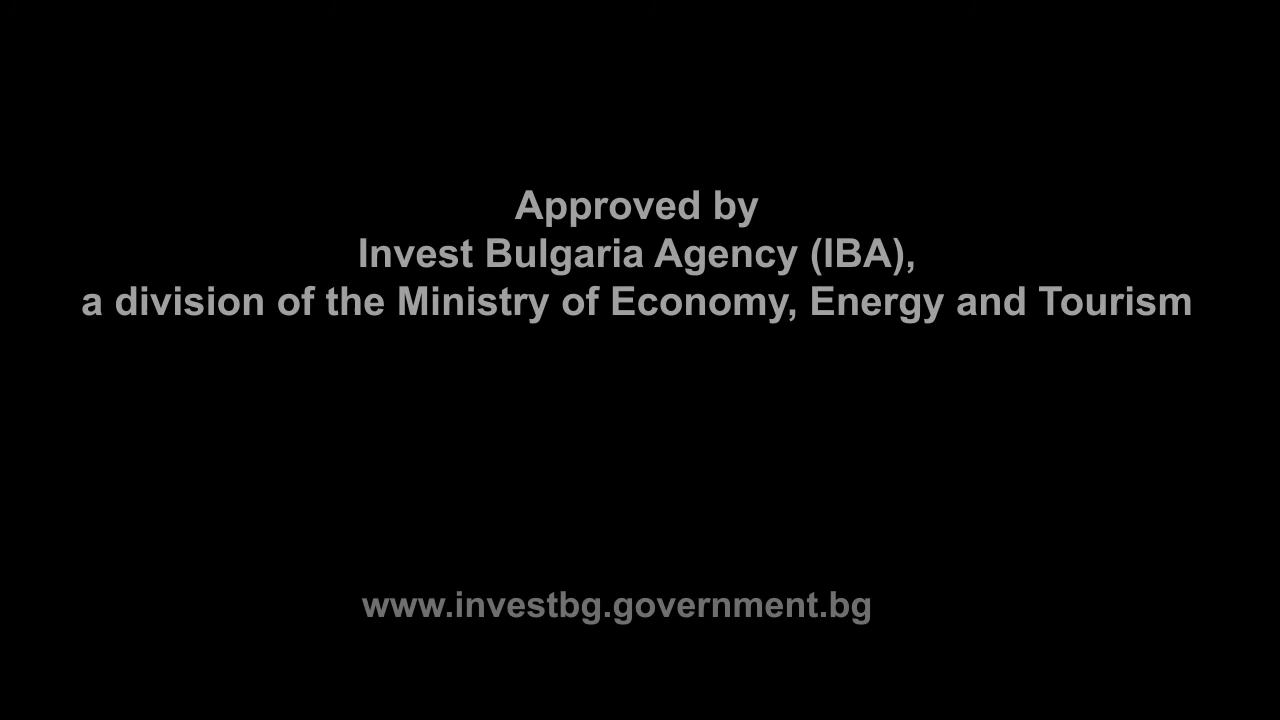 Approved by
Invest Bulgaria Agency (IBA),
a division of the Ministry of Economy, Energy and Tourism
www.investbg.government.bg